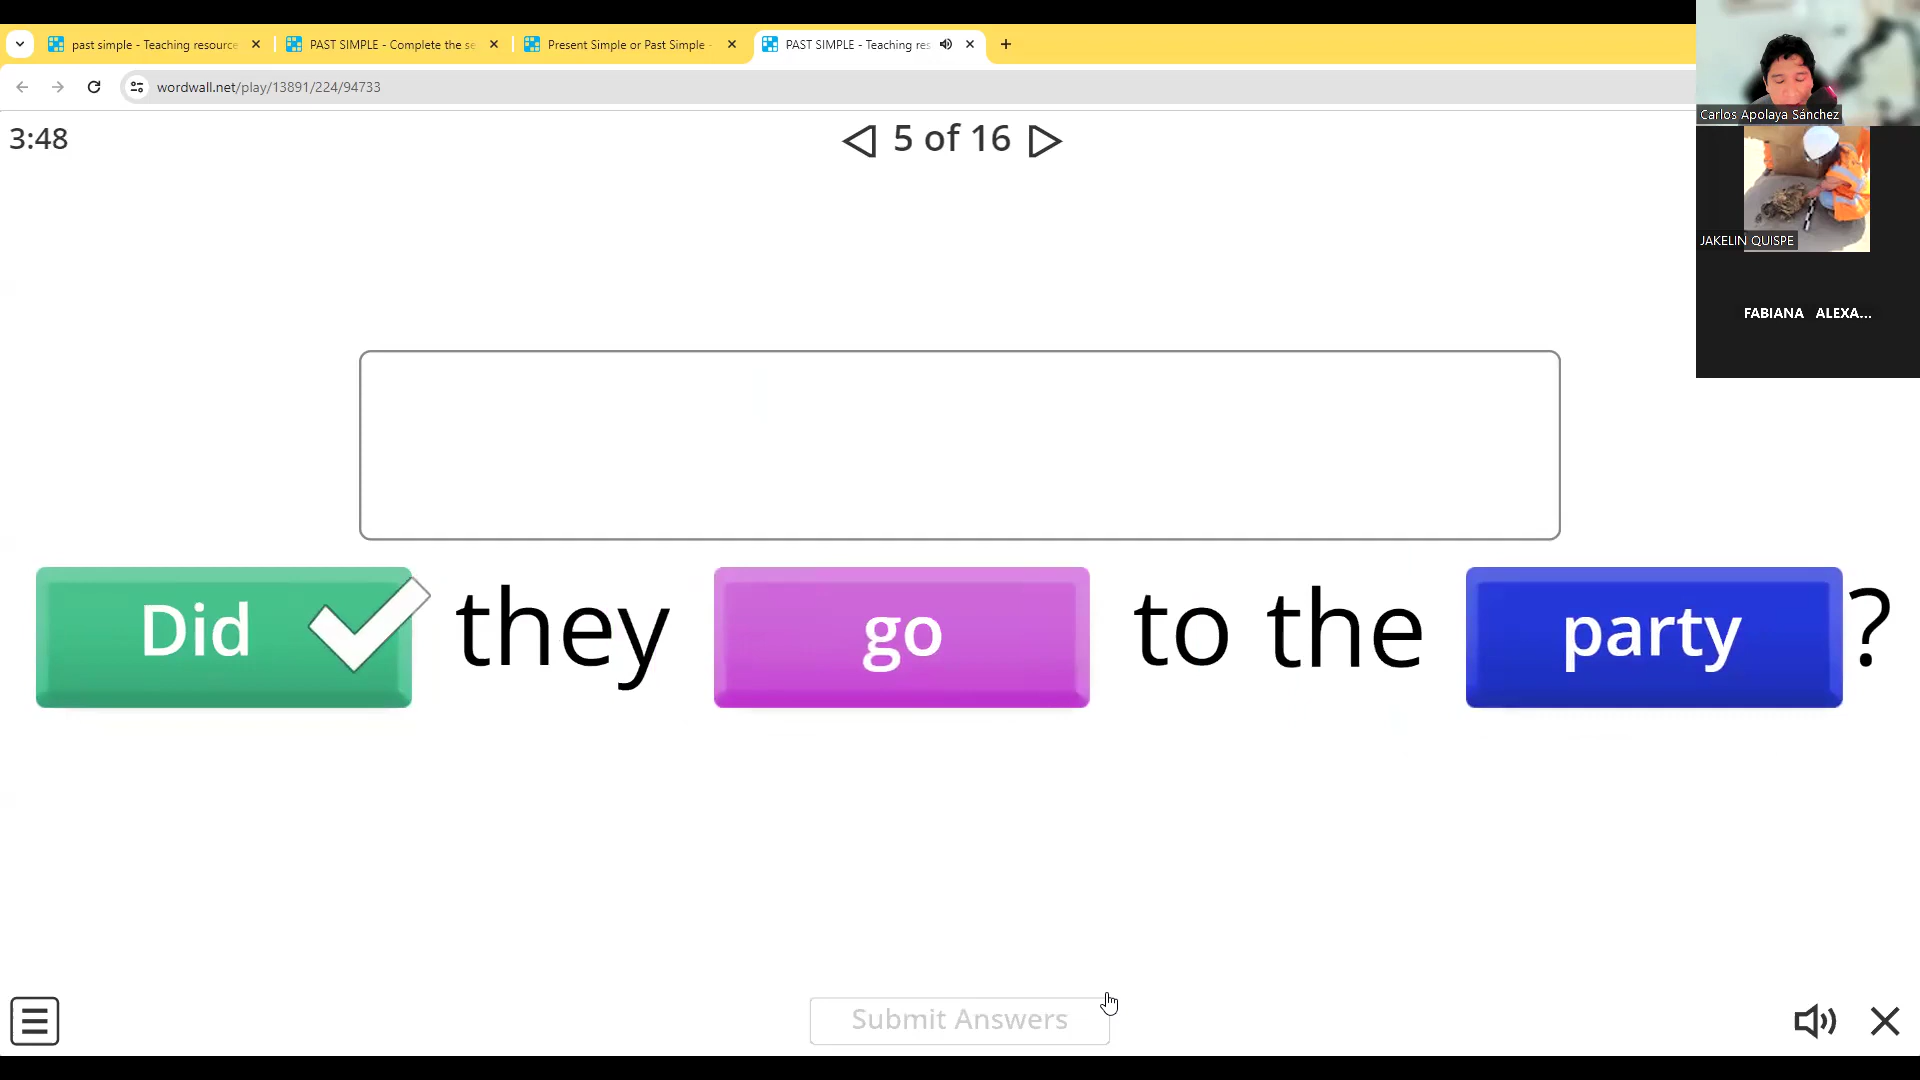 past simple - Teaching resource
PAST SIMPLE - Complete the se
Present Simple or Past Simple -
PAST SIMPLE - Teaching res
wordwall.net/play/13891/224/94733
3:48
5 of 16
Carlos Apolaya Sánchez
JAKELIN QUISPE
FABIANA ALEXA...
Did they go to the party ?
Submit Answers